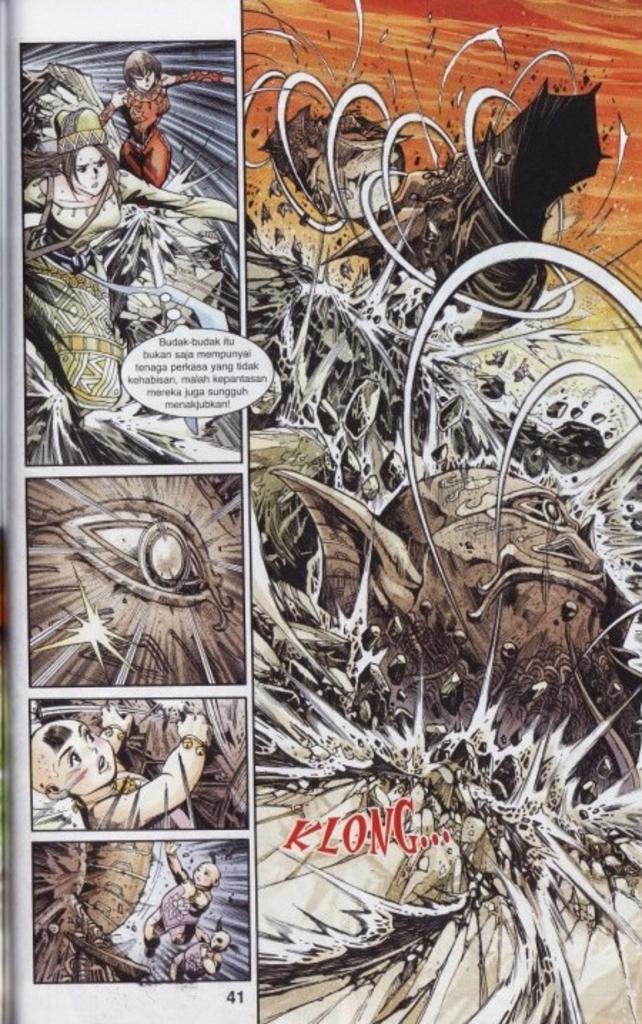 Budak-budak itu
bukan saja mempunyai
tenaga perkasa yang tidak
kehabisan, malah kepantasan
mereka juga sungguh
menakjubkan!
KLONG...
41